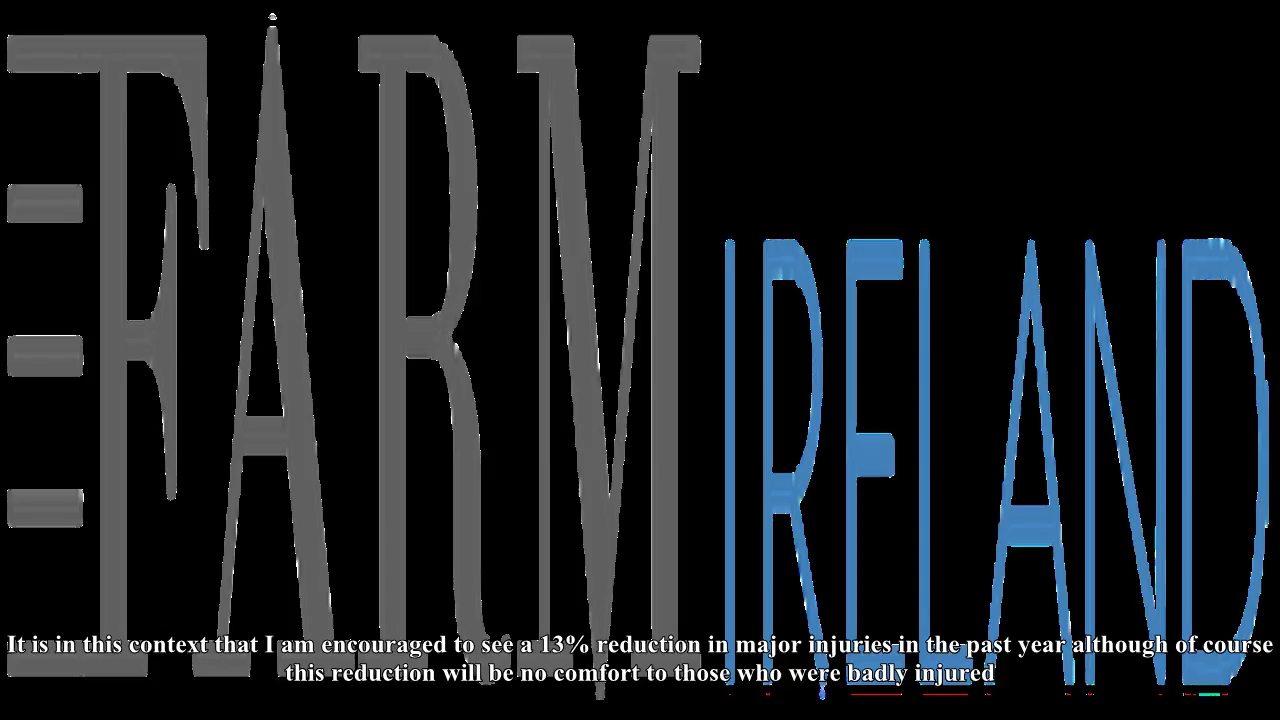 FARM IRELAND
It is in this context that I am encouraged to see a 13% reduction in major injuries in the past year although of course
this reduction will be no comfort to those who were badly injured